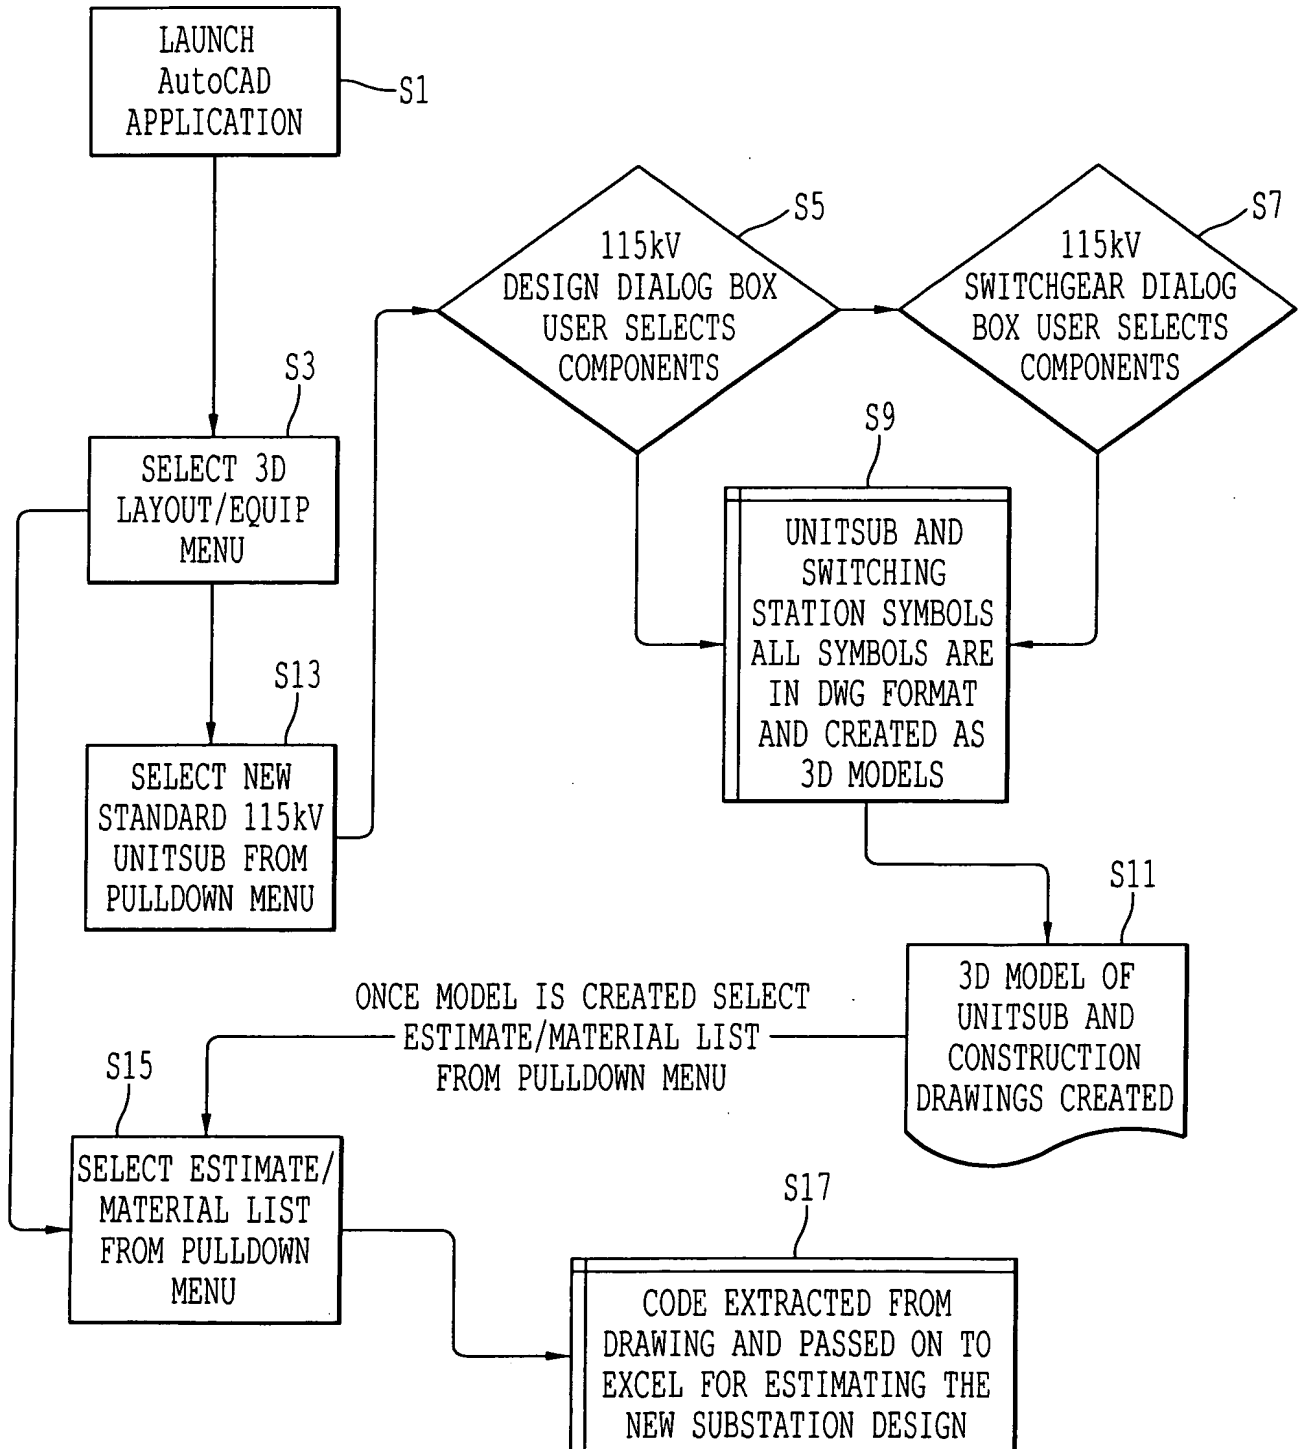 LAUNCH
AutoCAD
APPLICATION
S1
S3
SELECT 3D
LAYOUT/EQUIP
MENU
S13
SELECT NEW
STANDARD 115kV
UNITSUB FROM
PULLDOWN MENU
S5
115kV
DESIGN DIALOG BOX
USER SELECTS
COMPONENTS
S7
115kV
SWITCHGEAR DIALOG
BOX USER SELECTS
COMPONENTS
S9
UNITSUB AND
SWITCHING
STATION SYMBOLS
ALL SYMBOLS ARE
IN DWG FORMAT
AND CREATED AS
3D MODELS
S11
3D MODEL OF
UNITSUB AND
CONSTRUCTION
DRAWINGS CREATED
ONCE MODEL IS CREATED SELECT
ESTIMATE/MATERIAL LIST
FROM PULLDOWN MENU
S15
SELECT ESTIMATE/
MATERIAL LIST
FROM PULLDOWN
MENU
S17
CODE EXTRACTED FROM
DRAWING AND PASSED ON TO
EXCEL FOR ESTIMATING THE
NEW SUBSTATION DESIGN